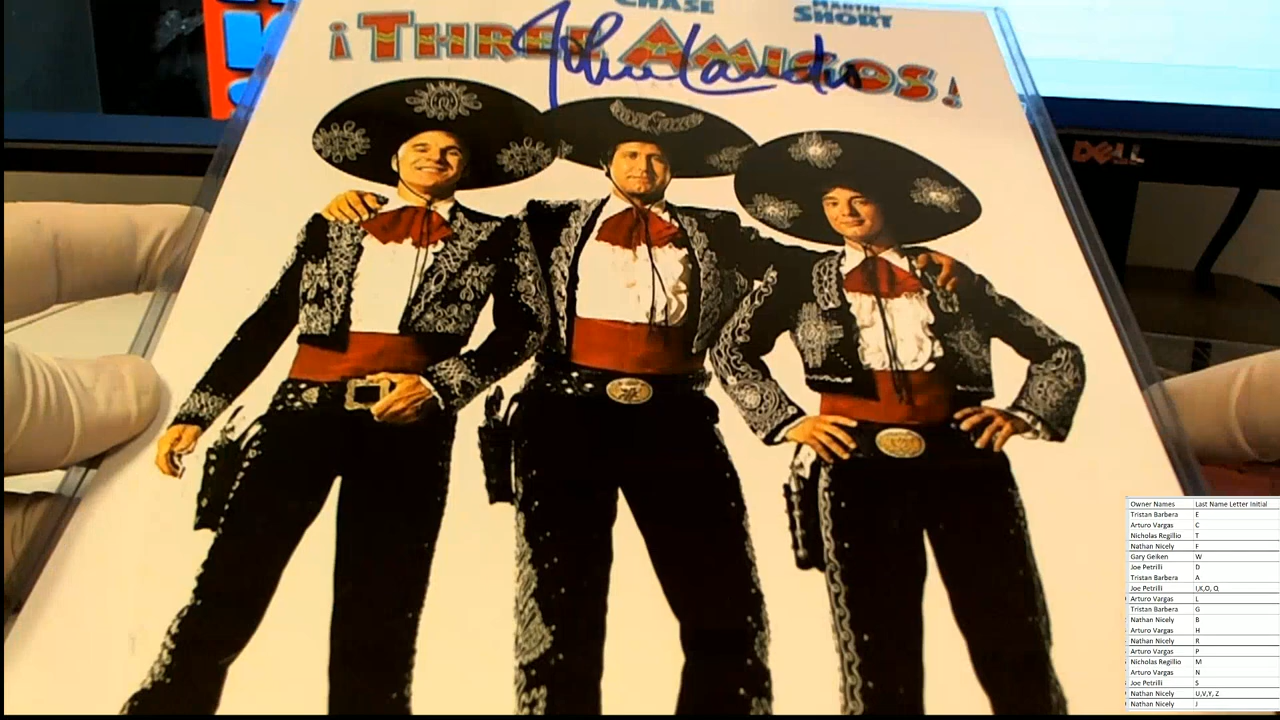 CHASE
MARTIN
SHORT
¡THREE AMIGOS!
John Landis
DELL
Owner Names Last Name Letter Initial
Tristan Barbera E
Arturo Vargas C
Nicholas Regillio T
Nathan Nicely F
Gary Geiken W
Joe Petrilli D
Tristan Barbera A
Joe Petrilli I,K,O, Q
Arturo Vargas L
Tristan Barbera G
Nathan Nicely B
Arturo Vargas H
Nathan Nicely R
Arturo Vargas P
Nicholas Regillio M
Arturo Vargas N
Joe Petrilli S
Nathan Nicely U,V,Y, Z
Nathan Nicely J